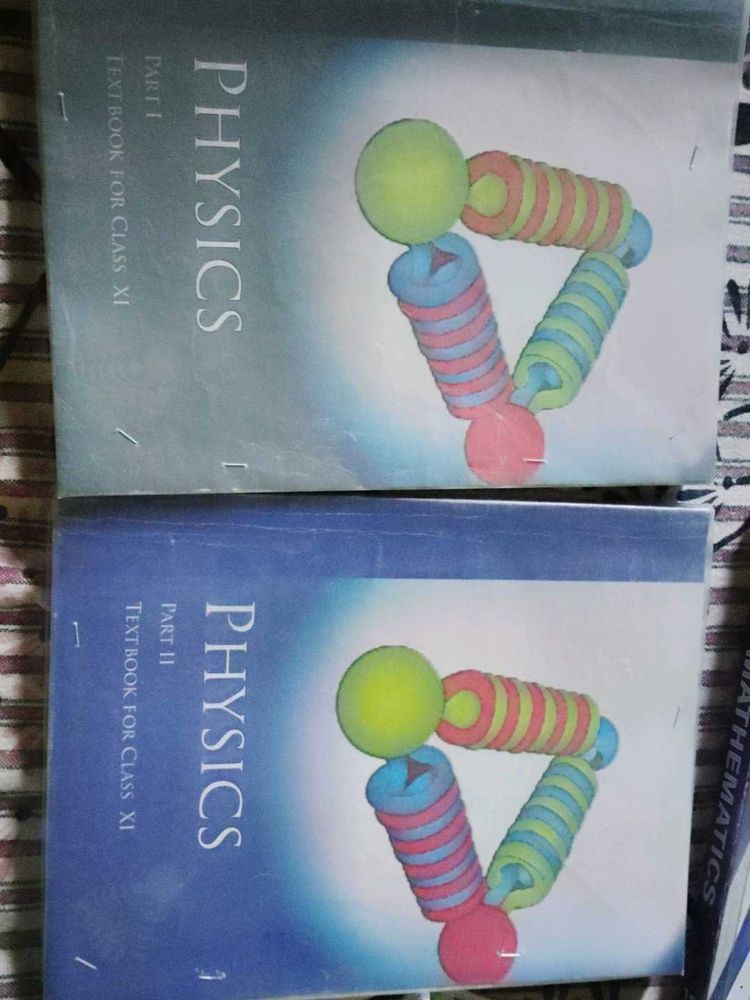 PHYSICS
PART I
TEXTBOOK FOR CLASS XI
PHYSICS
PART II
TEXTBOOK FOR CLASS XI
MATHEMATICS